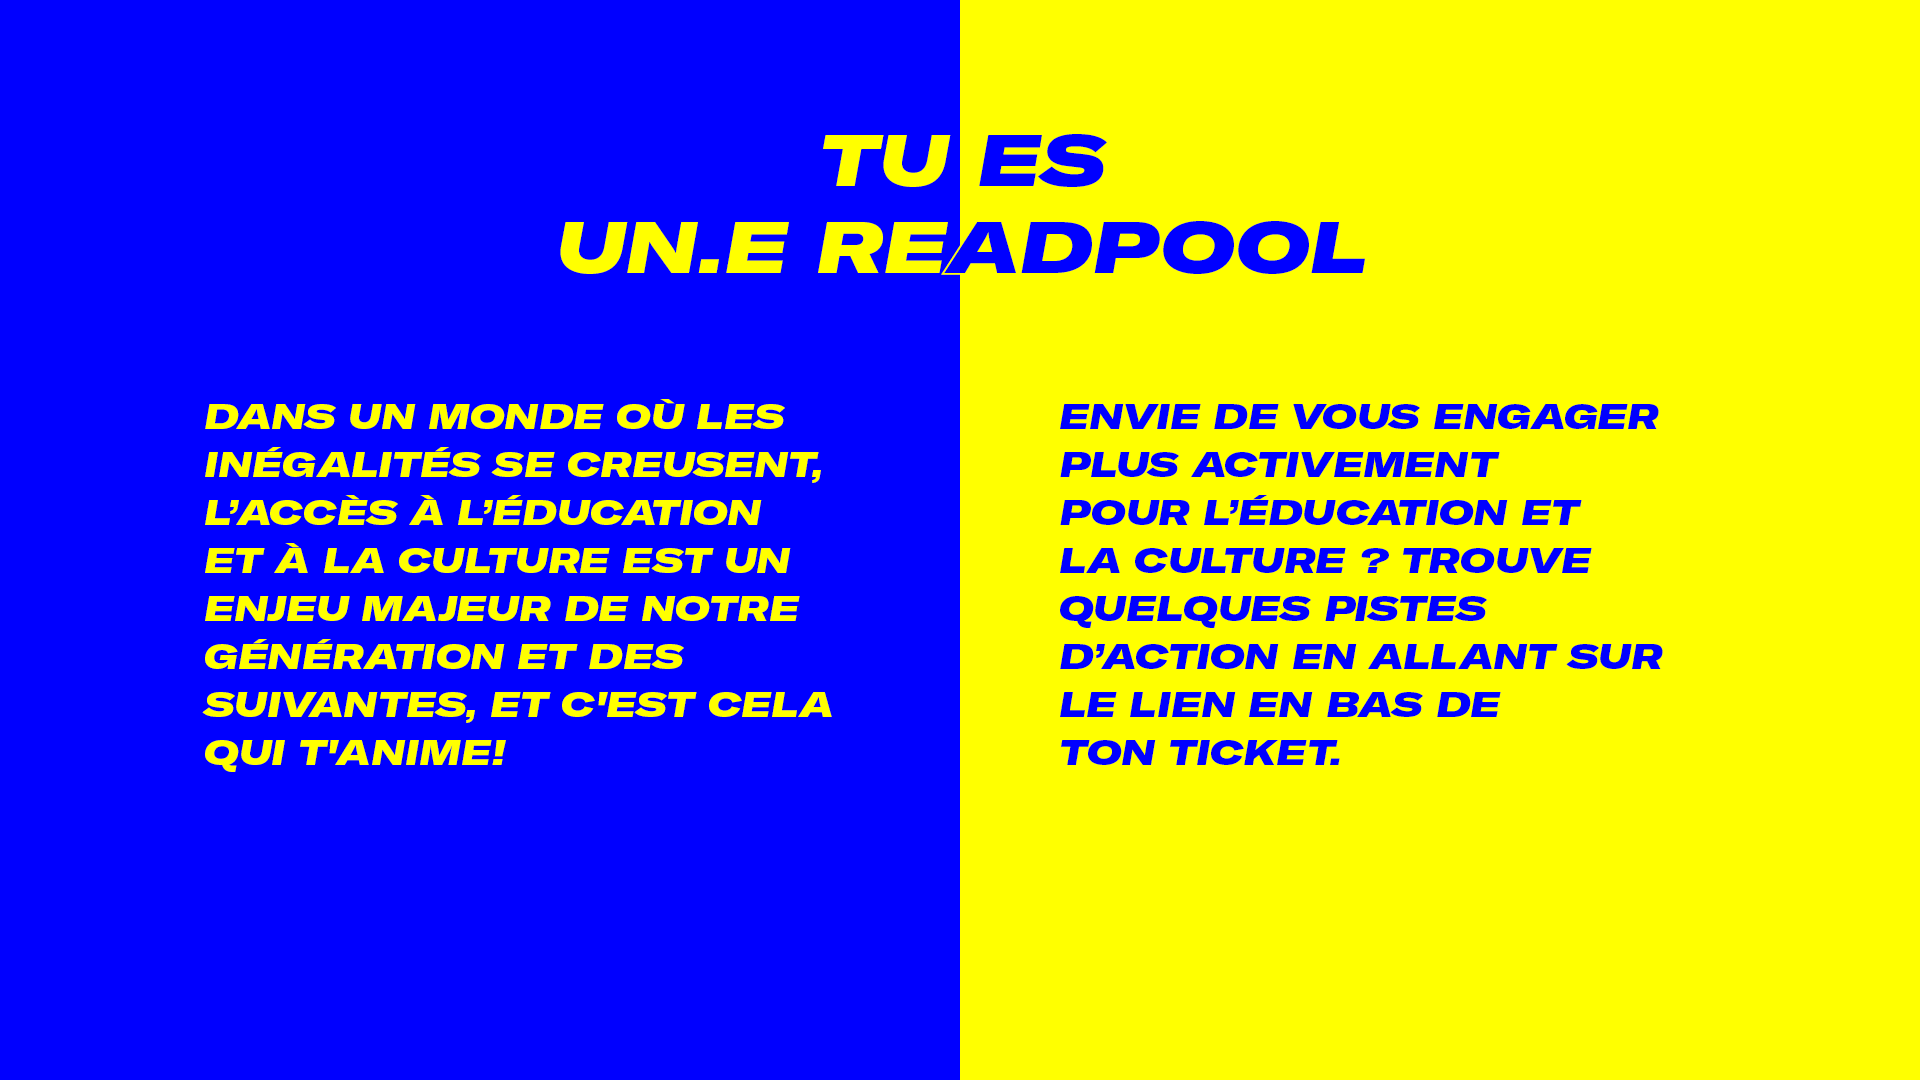 TU ES
UN.E READPOOL
DANS UN MONDE OÙ LES
INÉGALITÉS SE CREUSENT,
L’ACCÈS À L’ÉDUCATION
ET À LA CULTURE EST UN
ENJEU MAJEUR DE NOTRE
GÉNÉRATION ET DES
SUIVANTES, ET C'EST CELA
QUI T'ANIME!
ENVIE DE VOUS ENGAGER
PLUS ACTIVEMENT
POUR L’ÉDUCATION ET
LA CULTURE ? TROUVE
QUELQUES PISTES
D’ACTION EN ALLANT SUR
LE LIEN EN BAS DE
TON TICKET.